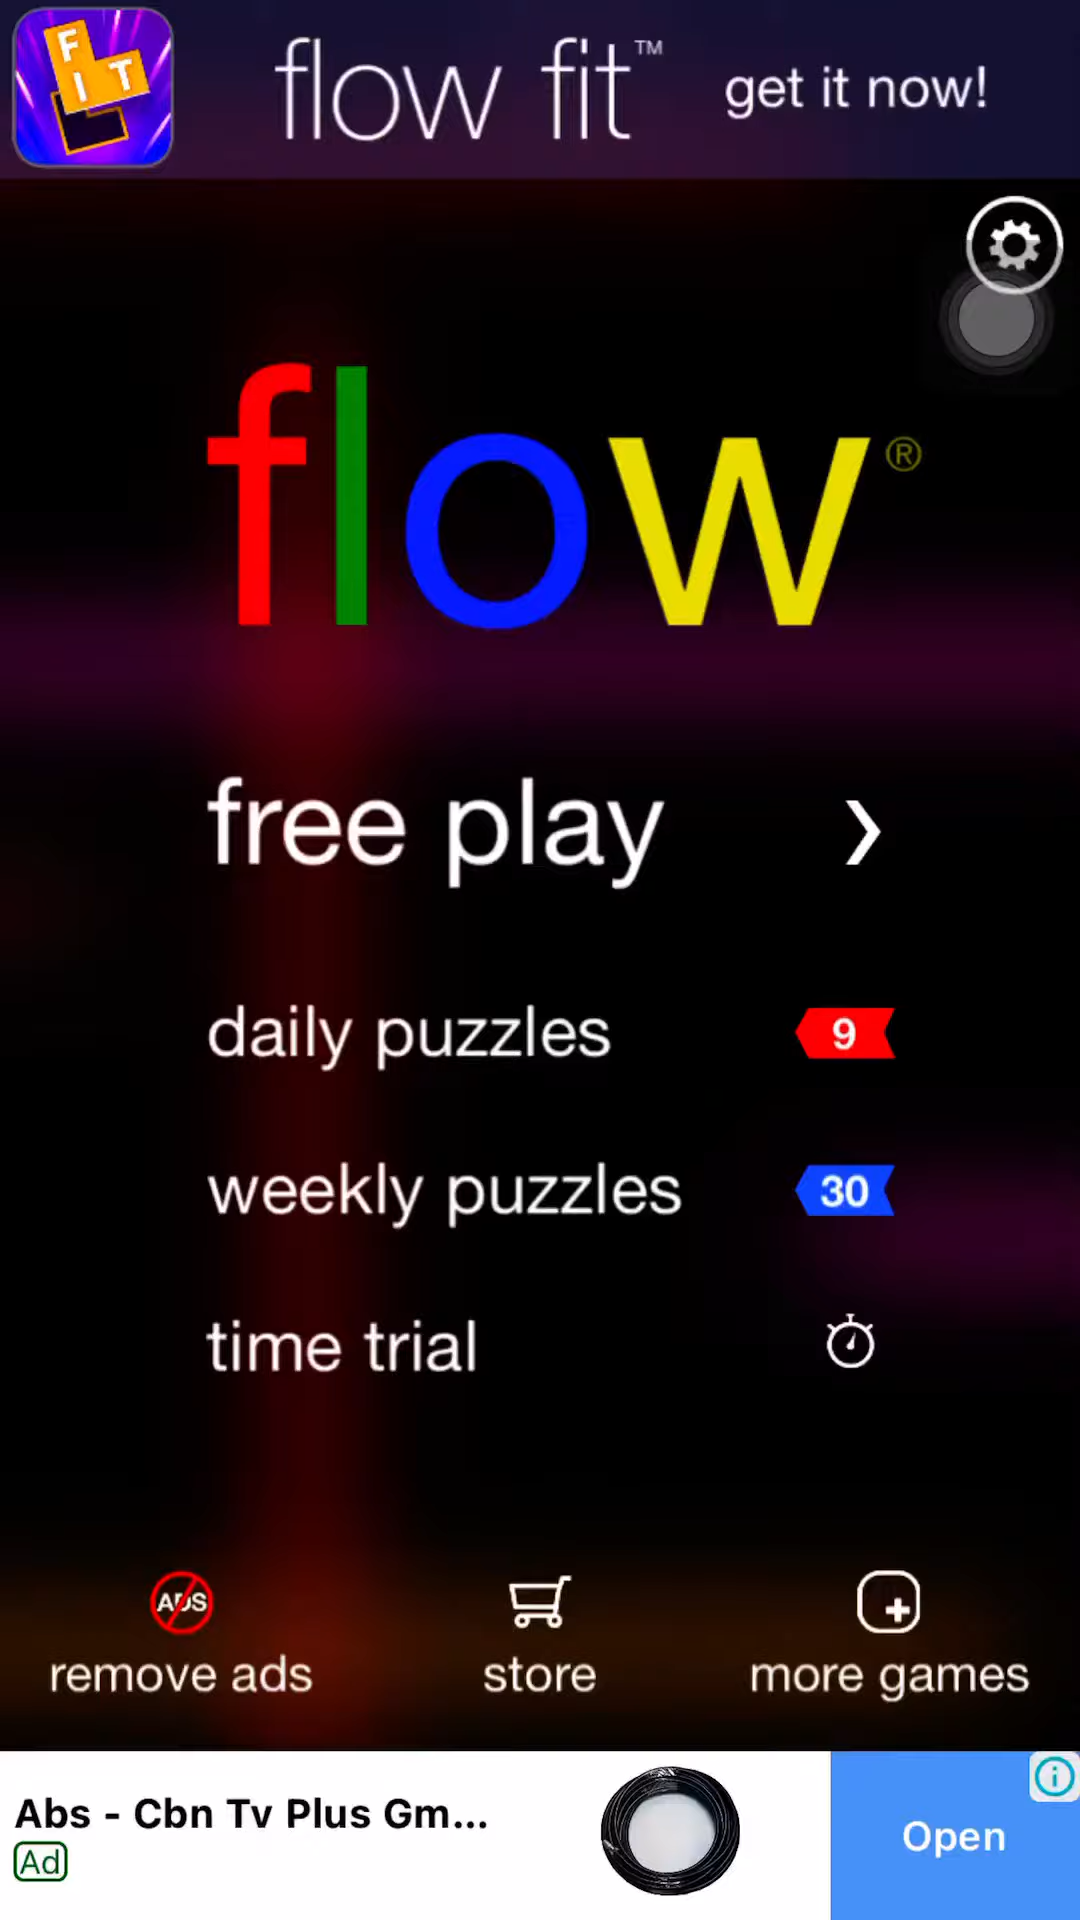 FIT
flow fit™ get it now!
flow®
free play
daily puzzles 9
weekly puzzles 30
time trial
ADS
remove ads store more games
Abs - Cbn Tv Plus Gm...
Ad
Open